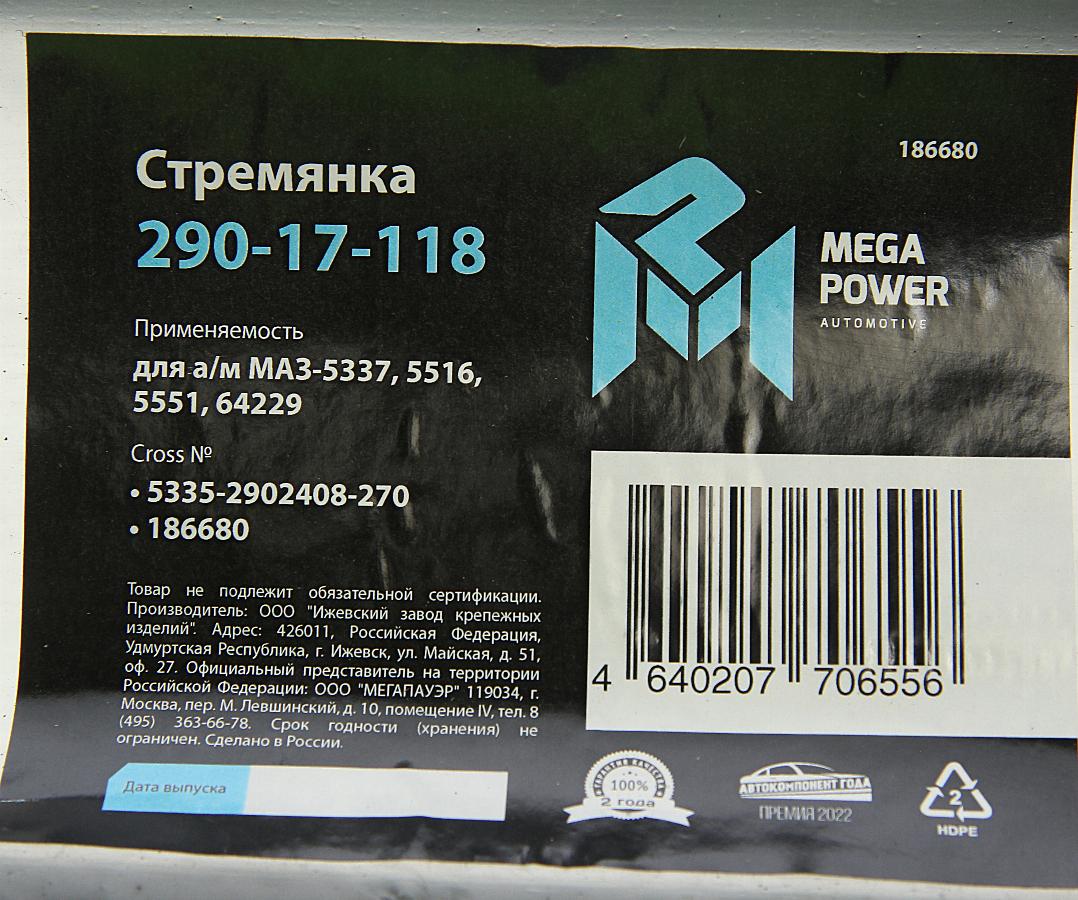 186680
Стремянка
290-17-118
MEGA
POWER
AUTOMOTIVE
Применяемость
для а/м МАЗ-5337, 5516,
5551, 64229
Cross №
• 5335-2902408-270
• 186680
Товар не подлежит обязательной сертификации.
Производитель: ООО "Ижевский завод крепежных
изделий". Адрес: 426011, Российская Федерация,
Удмуртская Республика, г. Ижевск, ул. Майская, д. 51,
оф. 27. Официальный представитель на территории
Российской Федерации: ООО "МЕГАПАУЭР" 119034, г.
Москва, пер. М. Левшинский, д. 10, помещение IV, тел. 8
(495) 363-66-78. Срок годности (хранения) не
ограничен. Сделано в России.
Дата выпуска
4 640207 706556
ГАРАНТИЯ КАЧЕСТВА
100%
2 года
АВТОКОМПОНЕНТ ГОДА
ПРЕМИЯ 2022
2
HDPE